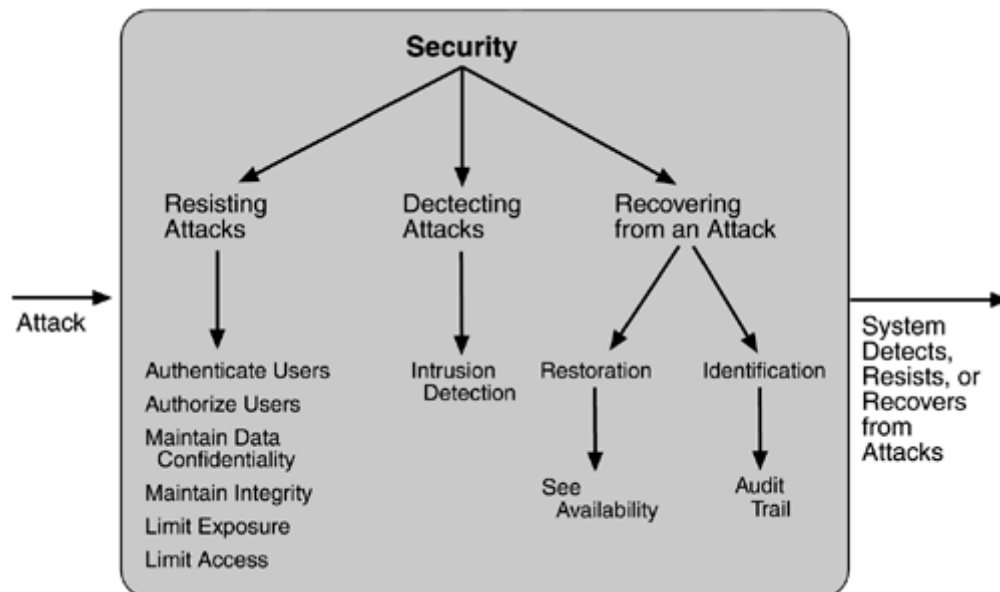 Security
Resisting
Attacks
Dectecting
Attacks
Recovering
from an Attack
Attack
Authenticate Users
Authorize Users
Maintain Data
Confidentiality
Maintain Integrity
Limit Exposure
Limit Access
Intrusion
Detection
Restoration
Identification
See
Availability
Audit
Trail
System
Detects,
Resists, or
Recovers
from
Attacks